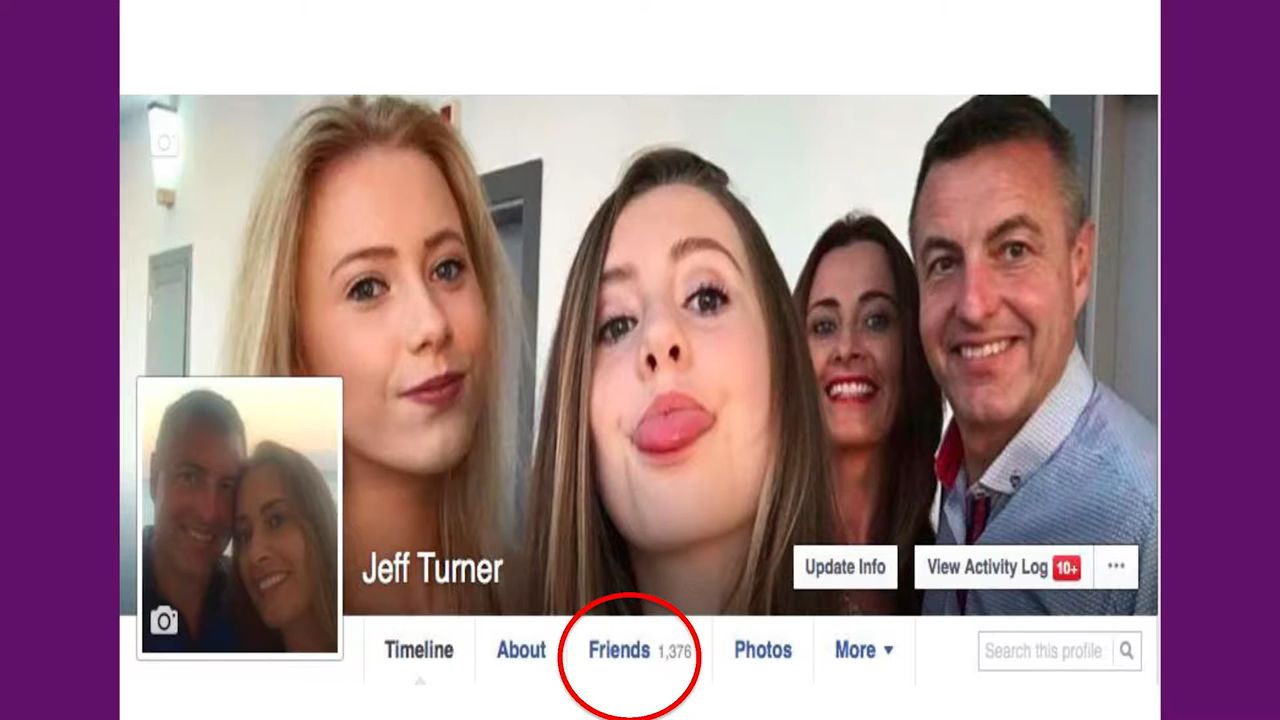 Jeff Turner
Update Info
View Activity Log 10+ ...
Timeline About Friends 1,376 Photos More
Search this profile